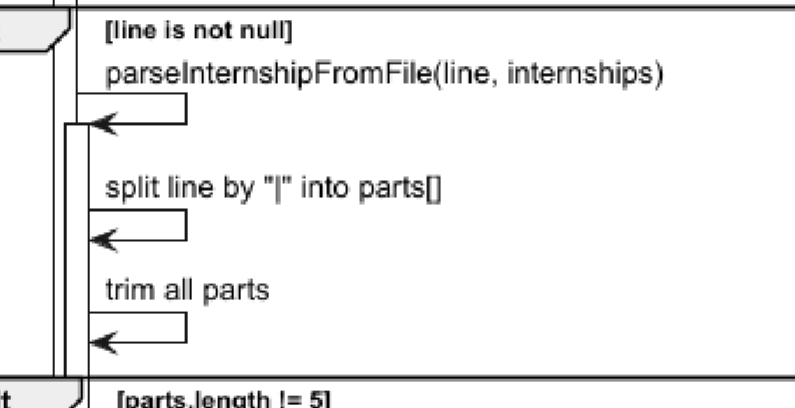 [line is not null]
parseInternshipFromFile(line, internships)
split line by "|" into parts[]
trim all parts
[parts.length != 5]